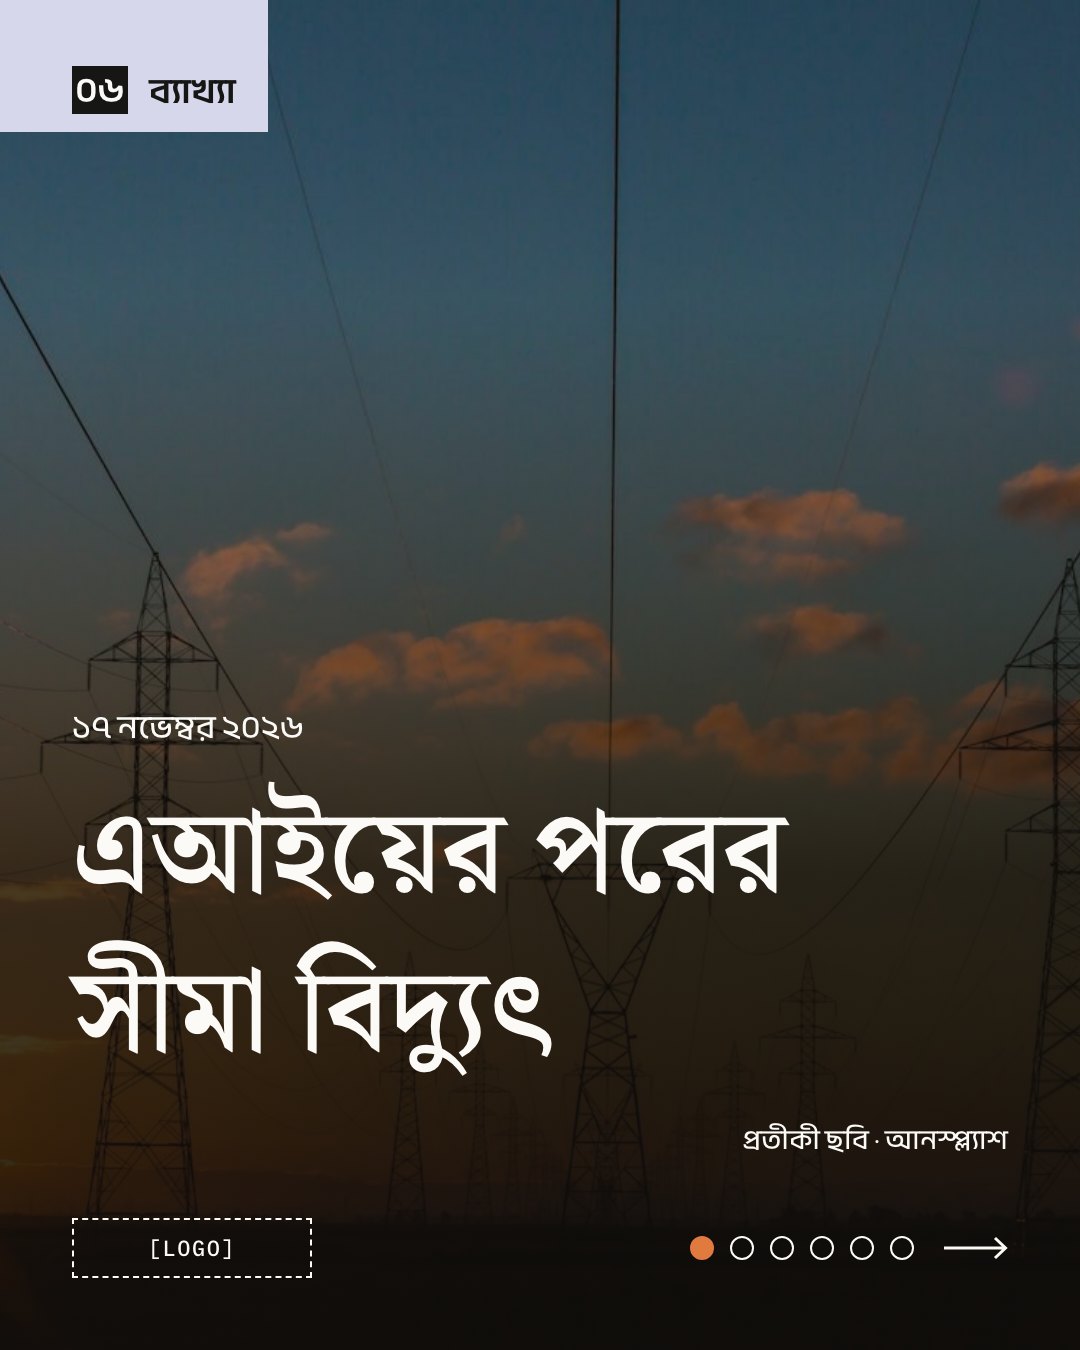 ০৬ ব্যাখ্যা
১৭ নভেম্বর ২০২৬
এআইয়ের পরের
সীমা বিদ্যুৎ
প্রতীকী ছবি · আনস্প্ল্যাশ
[LOGO]